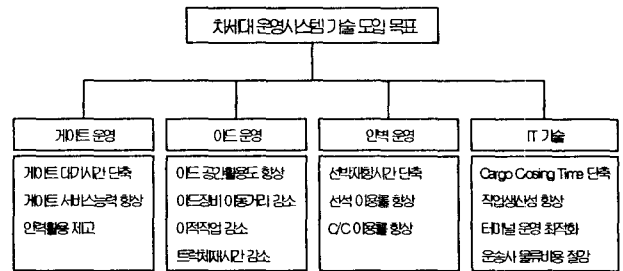 차세대 운영시스템 기술 도입 목표
게이트 운영
게이트 대기시간 단축
게이트 서비스능력 향상
인력활용 제고
야드 운영
야드 공간활용도 향상
야드장비 이동거리 감소
이적작업 감소
트럭체재시간 감소
안벽 운영
선박재항시간 단축
선석 이용률 향상
C/C 이용률 향상
IT 기술
Cargo Closing Time 단축
작업생산성 향상
터미널 운영 최적화
운송사 물류비용 절감